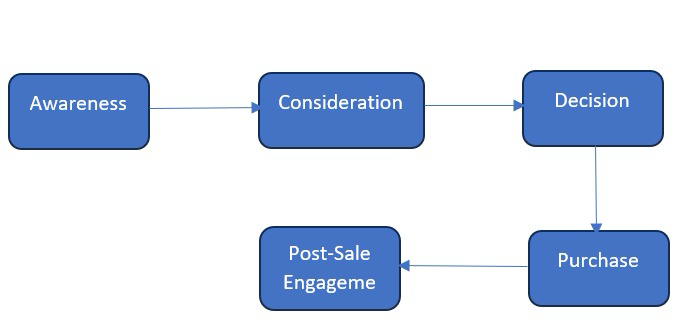 Awareness
Consideration
Decision
Purchase
Post-Sale
Engageme